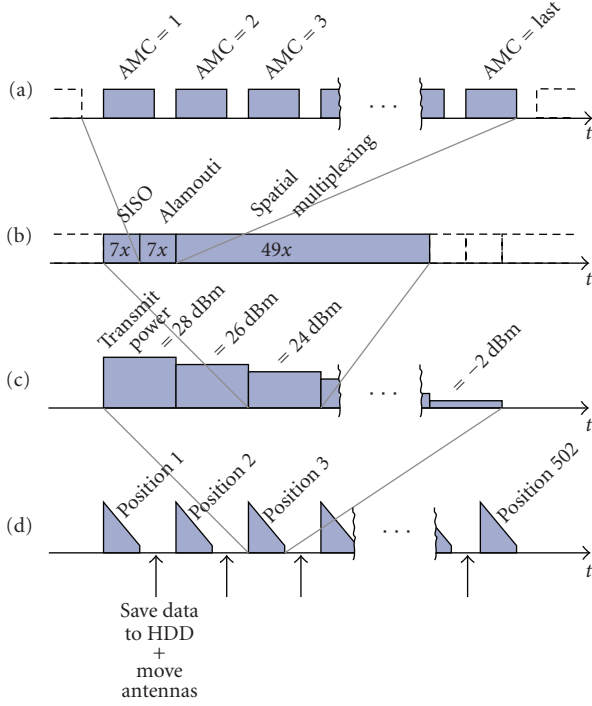 AMC = 1
AMC = 2
AMC = 3
AMC = last
(a)
. . .
t
SISO
Alamouti
Spatial
multiplexing
(b)
7x
7x
49x
t
Transmit
power
= 28 dBm
= 26 dBm
= 24 dBm
= −2 dBm
(c)
. . .
t
Position 1
Position 2
Position 3
Position 502
(d)
. . .
t
Save data
to HDD
+
move
antennas